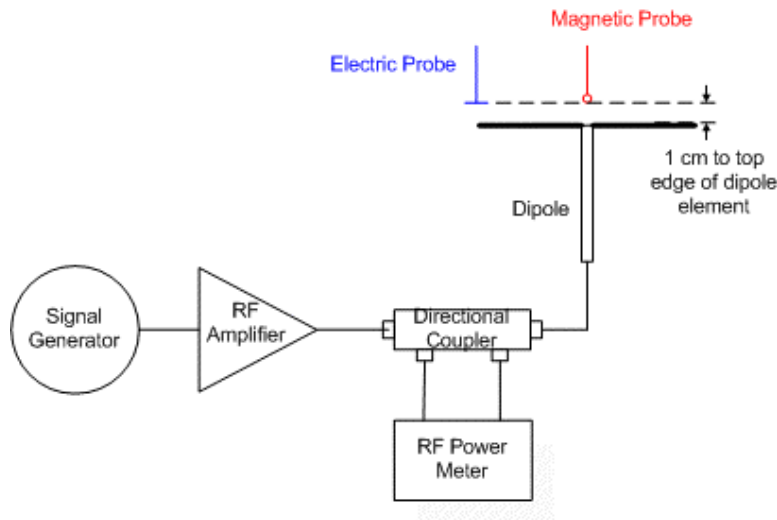 Magnetic Probe
Electric Probe
1 cm to top
edge of dipole
element
Dipole
Signal
Generator
RF
Amplifier
Directional
Coupler
RF Power
Meter